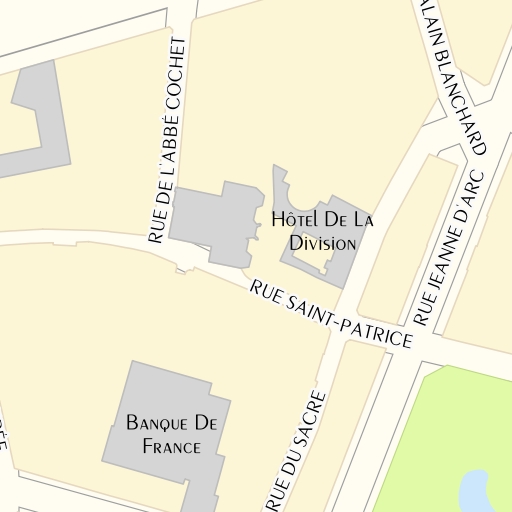 ALAIN BLANCHARD
RUE DE L'ABBÉ COCHET
RUE JEANNE D'ARC
Hôtel De La
Division
RUE SAINT-PATRICE
Banque De
France
RUE DU SACRE